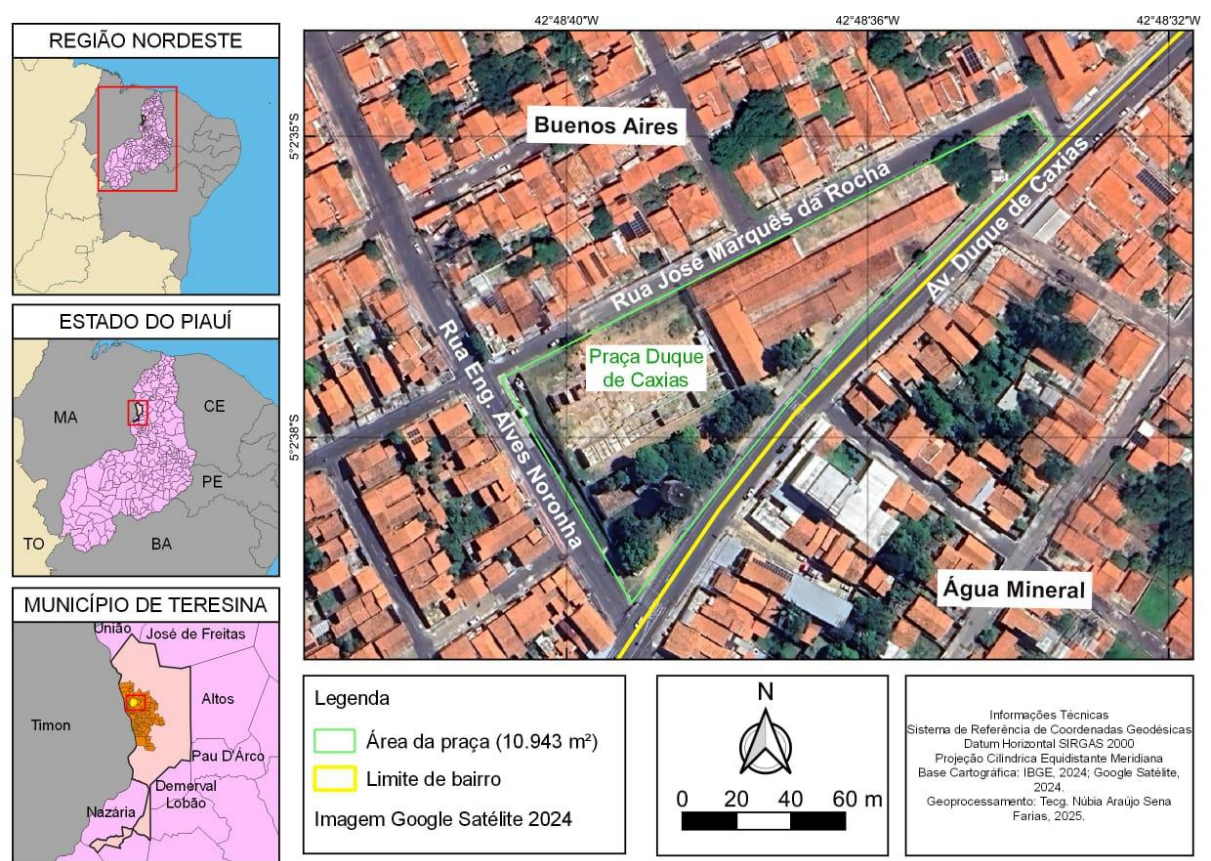 REGIÃO NORDESTE
ESTADO DO PIAUÍ
MA
CE
PE
TO
BA
MUNICÍPIO DE TERESINA
União
José de Freitas
Timon
Altos
Pau D'Árco
Demerval
Lobão
Nazária
42°48'40"W
42°48'36"W
42°48'32"W
5°2'35"S
5°2'38"S
Buenos Aires
Rua José Marquês da Rocha
Av. Duque de Caxias
Rua Eng. Alves Noronha
Praça Duque
de Caxias
Água Mineral
Legenda
Área da praça (10.943 m²)
Limite de bairro
Imagem Google Satélite 2024
N
0 20 40 60 m
Informações Técnicas
Sistema de Referência de Coordenadas Geodésicas
Datum Horizontal SIRGAS 2000
Projeção Cilíndrica Equidistante Meridiana
Base Cartográfica: IBGE, 2024; Google Satélite,
2024.
Geoprocessamento: Tecg. Núbia Araújo Sena
Farias, 2025.